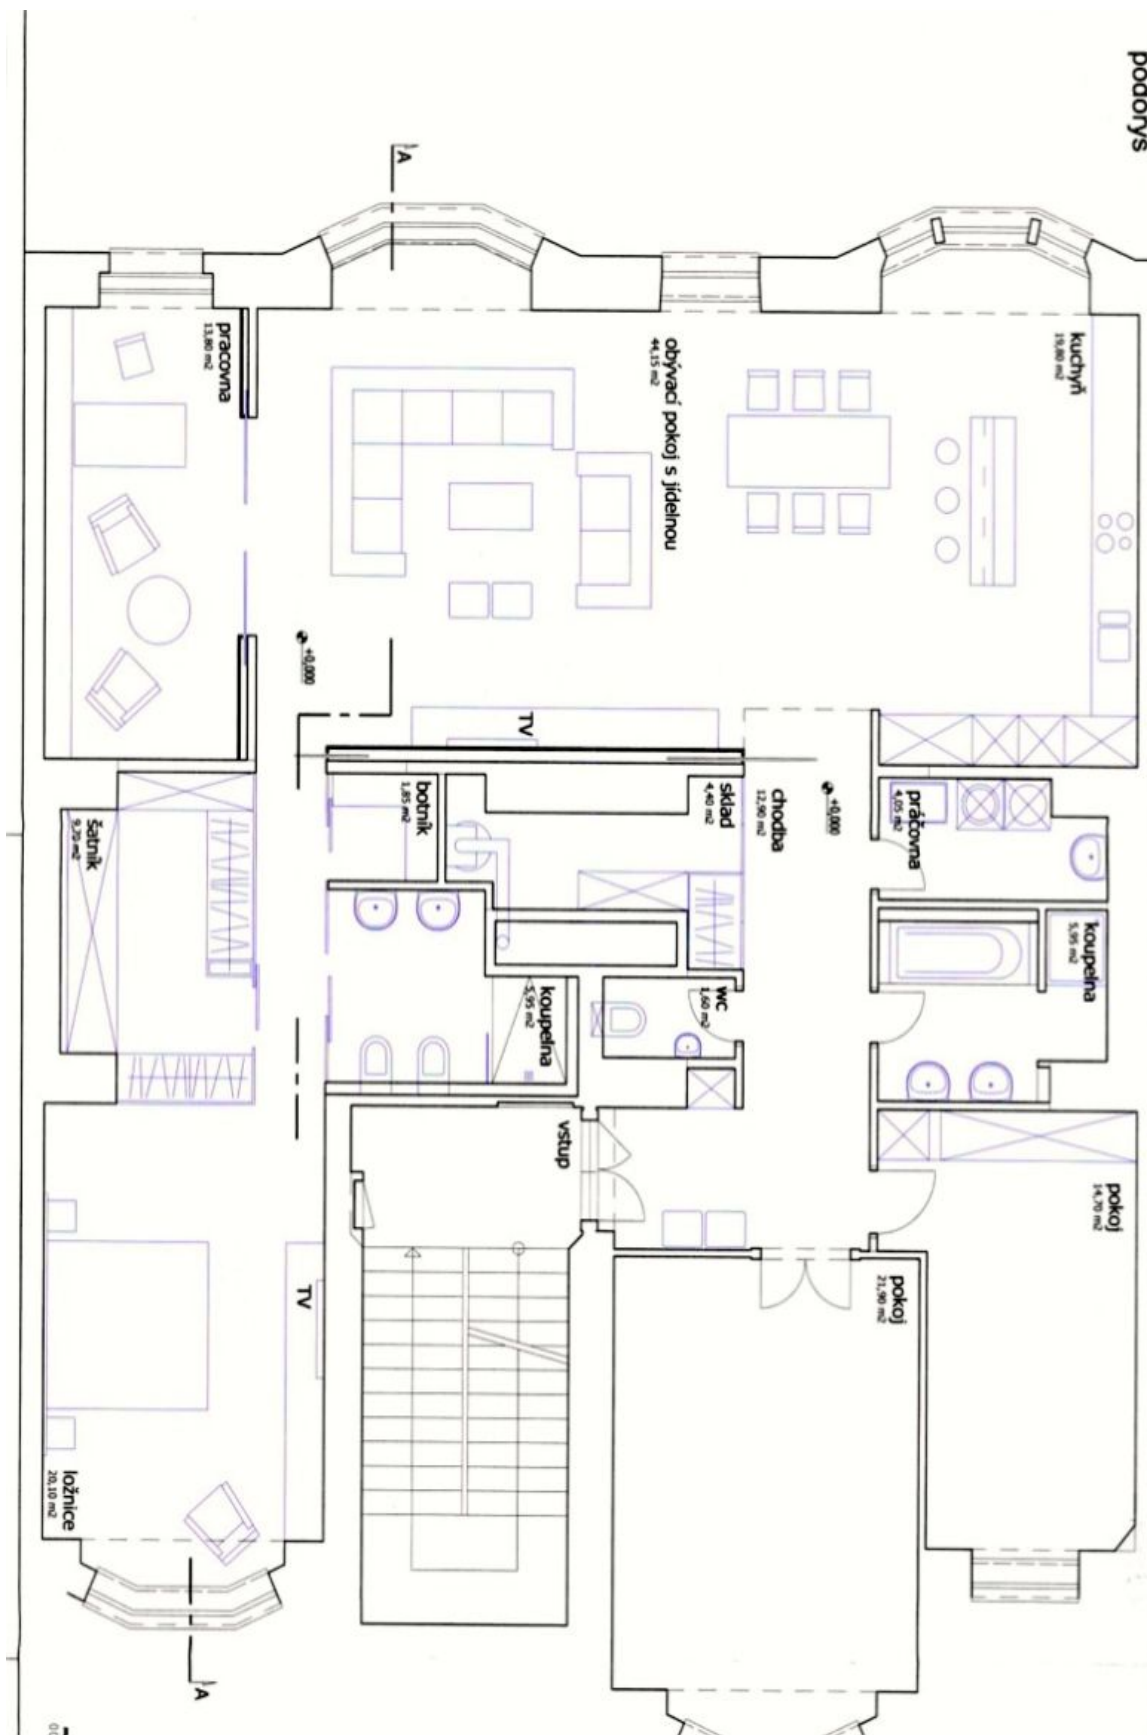 podorys
A
pracovna
13,80 m2
obývací pokoj s jídelnou
44,15 m2
kuchyň
19,80 m2
+0,000
TV
+0,000
šatník
9,70 m2
botník
1,85 m2
sklad
4,40 m2
chodba
12,90 m2
práčovna
4,05 m2
koupelna
5,95 m2
wc
1,60 m2
koupelna
5,95 m2
vstup
pokoj
14,70 m2
TV
pokoj
21,90 m2
ložnice
20,10 m2
A